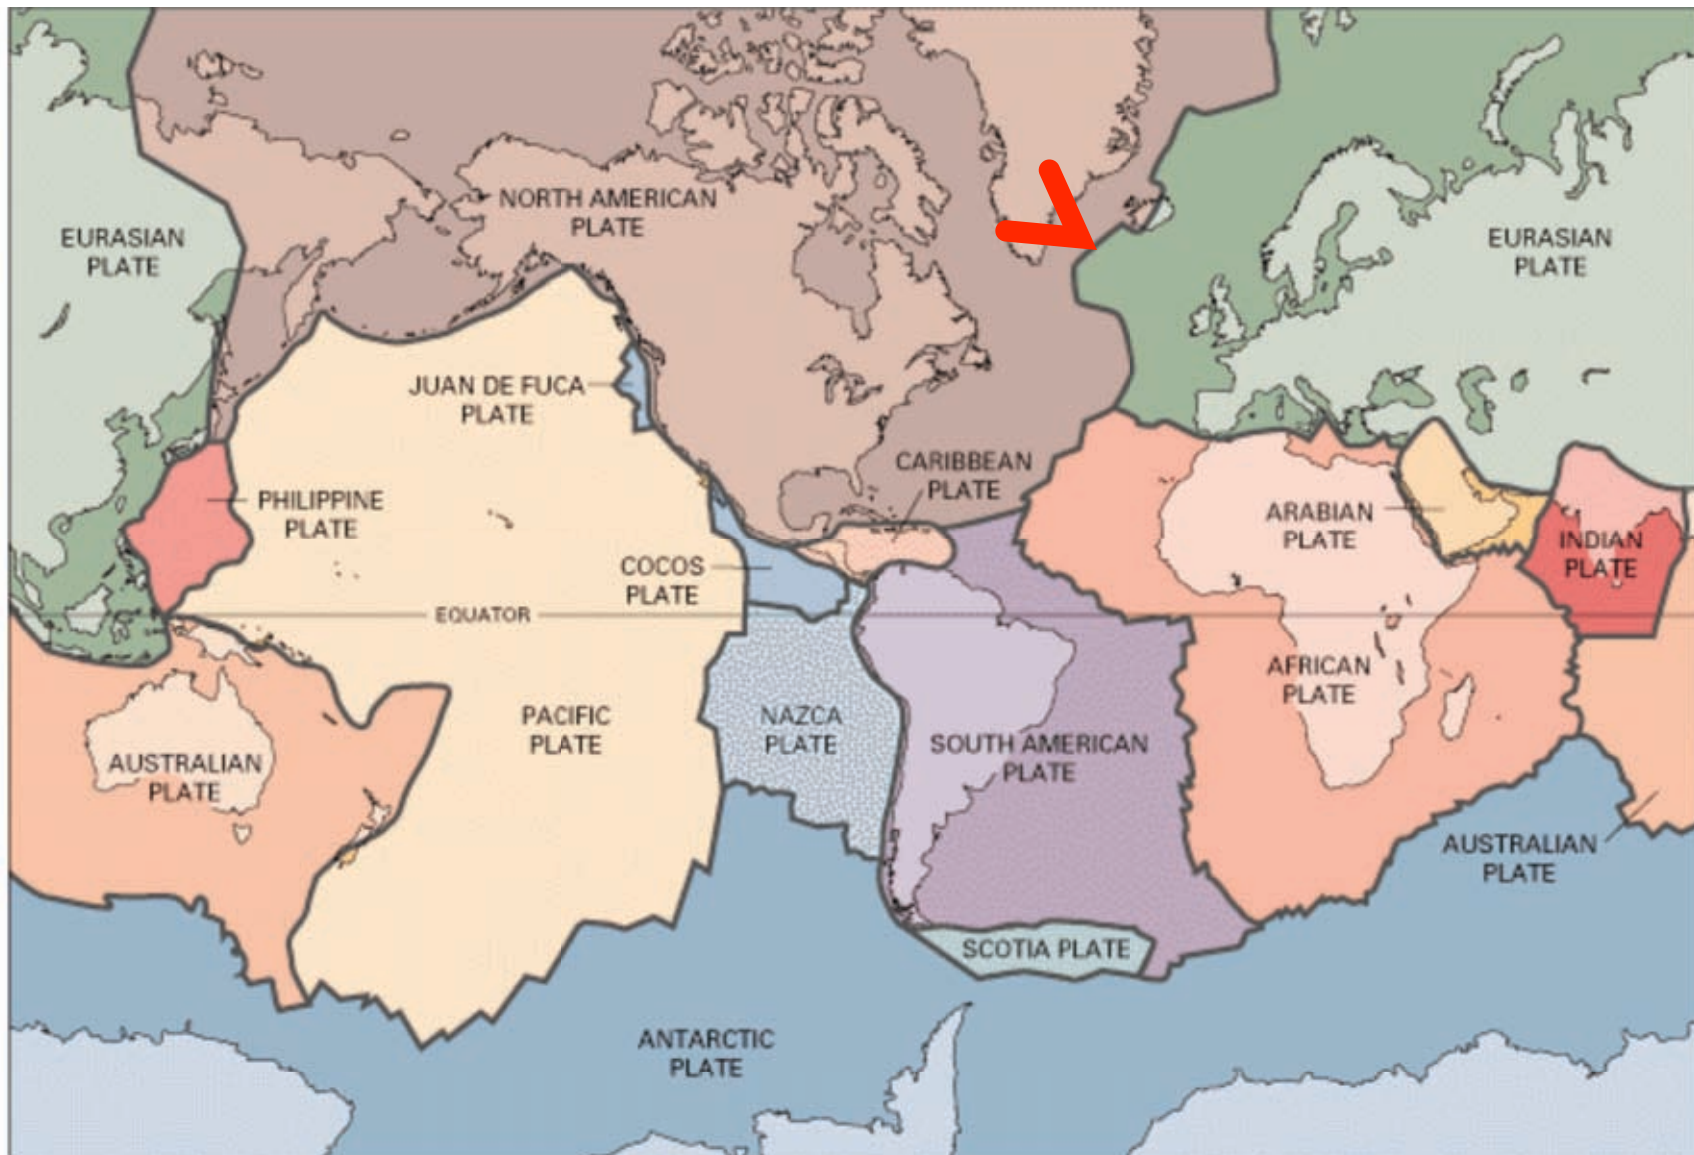 NORTH AMERICAN
PLATE
EURASIAN
PLATE
EURASIAN
PLATE
JUAN DE FUCA
PLATE
CARIBBEAN
PLATE
PHILIPPINE
PLATE
ARABIAN
PLATE
INDIAN
PLATE
COCOS
PLATE
EQUATOR
AFRICAN
PLATE
PACIFIC
PLATE
NAZCA
PLATE
SOUTH AMERICAN
PLATE
AUSTRALIAN
PLATE
AUSTRALIAN
PLATE
SCOTIA PLATE
ANTARCTIC
PLATE